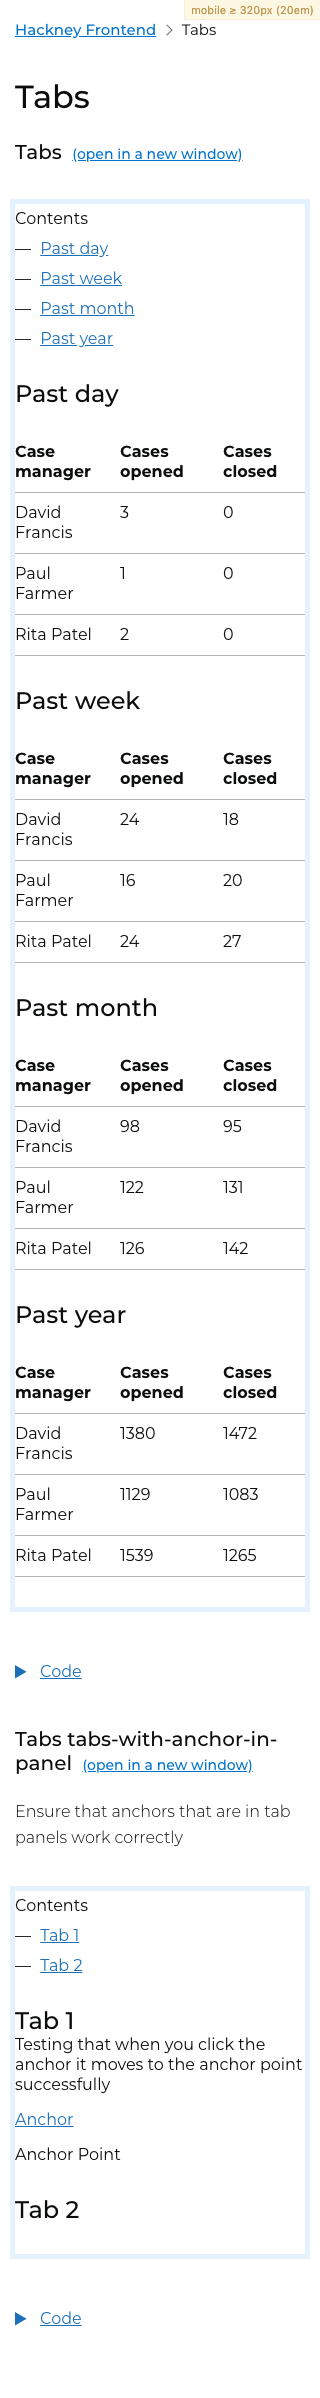 mobile ≥ 320px (20em)
Hackney Frontend > Tabs
Tabs
Tabs (open in a new window)
Contents
— Past day
— Past week
— Past month
— Past year
Past day
Case manager Cases opened Cases closed
David Francis 3 0
Paul Farmer 1 0
Rita Patel 2 0
Past week
Case manager Cases opened Cases closed
David Francis 24 18
Paul Farmer 16 20
Rita Patel 24 27
Past month
Case manager Cases opened Cases closed
David Francis 98 95
Paul Farmer 122 131
Rita Patel 126 142
Past year
Case manager Cases opened Cases closed
David Francis 1380 1472
Paul Farmer 1129 1083
Rita Patel 1539 1265
Code
Tabs tabs-with-anchor-in-
panel (open in a new window)
Ensure that anchors that are in tab
panels work correctly
Contents
— Tab 1
— Tab 2
Tab 1
Testing that when you click the
anchor it moves to the anchor point
successfully
Anchor
Anchor Point
Tab 2
Code